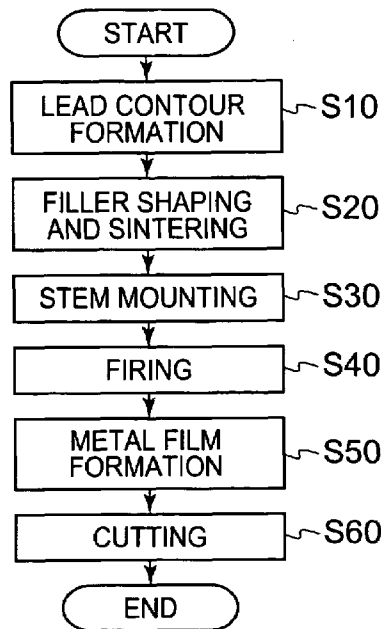 START
LEAD CONTOUR
FORMATION
S10
FILLER SHAPING
AND SINTERING
S20
STEM MOUNTING
S30
FIRING
S40
METAL FILM
FORMATION
S50
CUTTING
S60
END